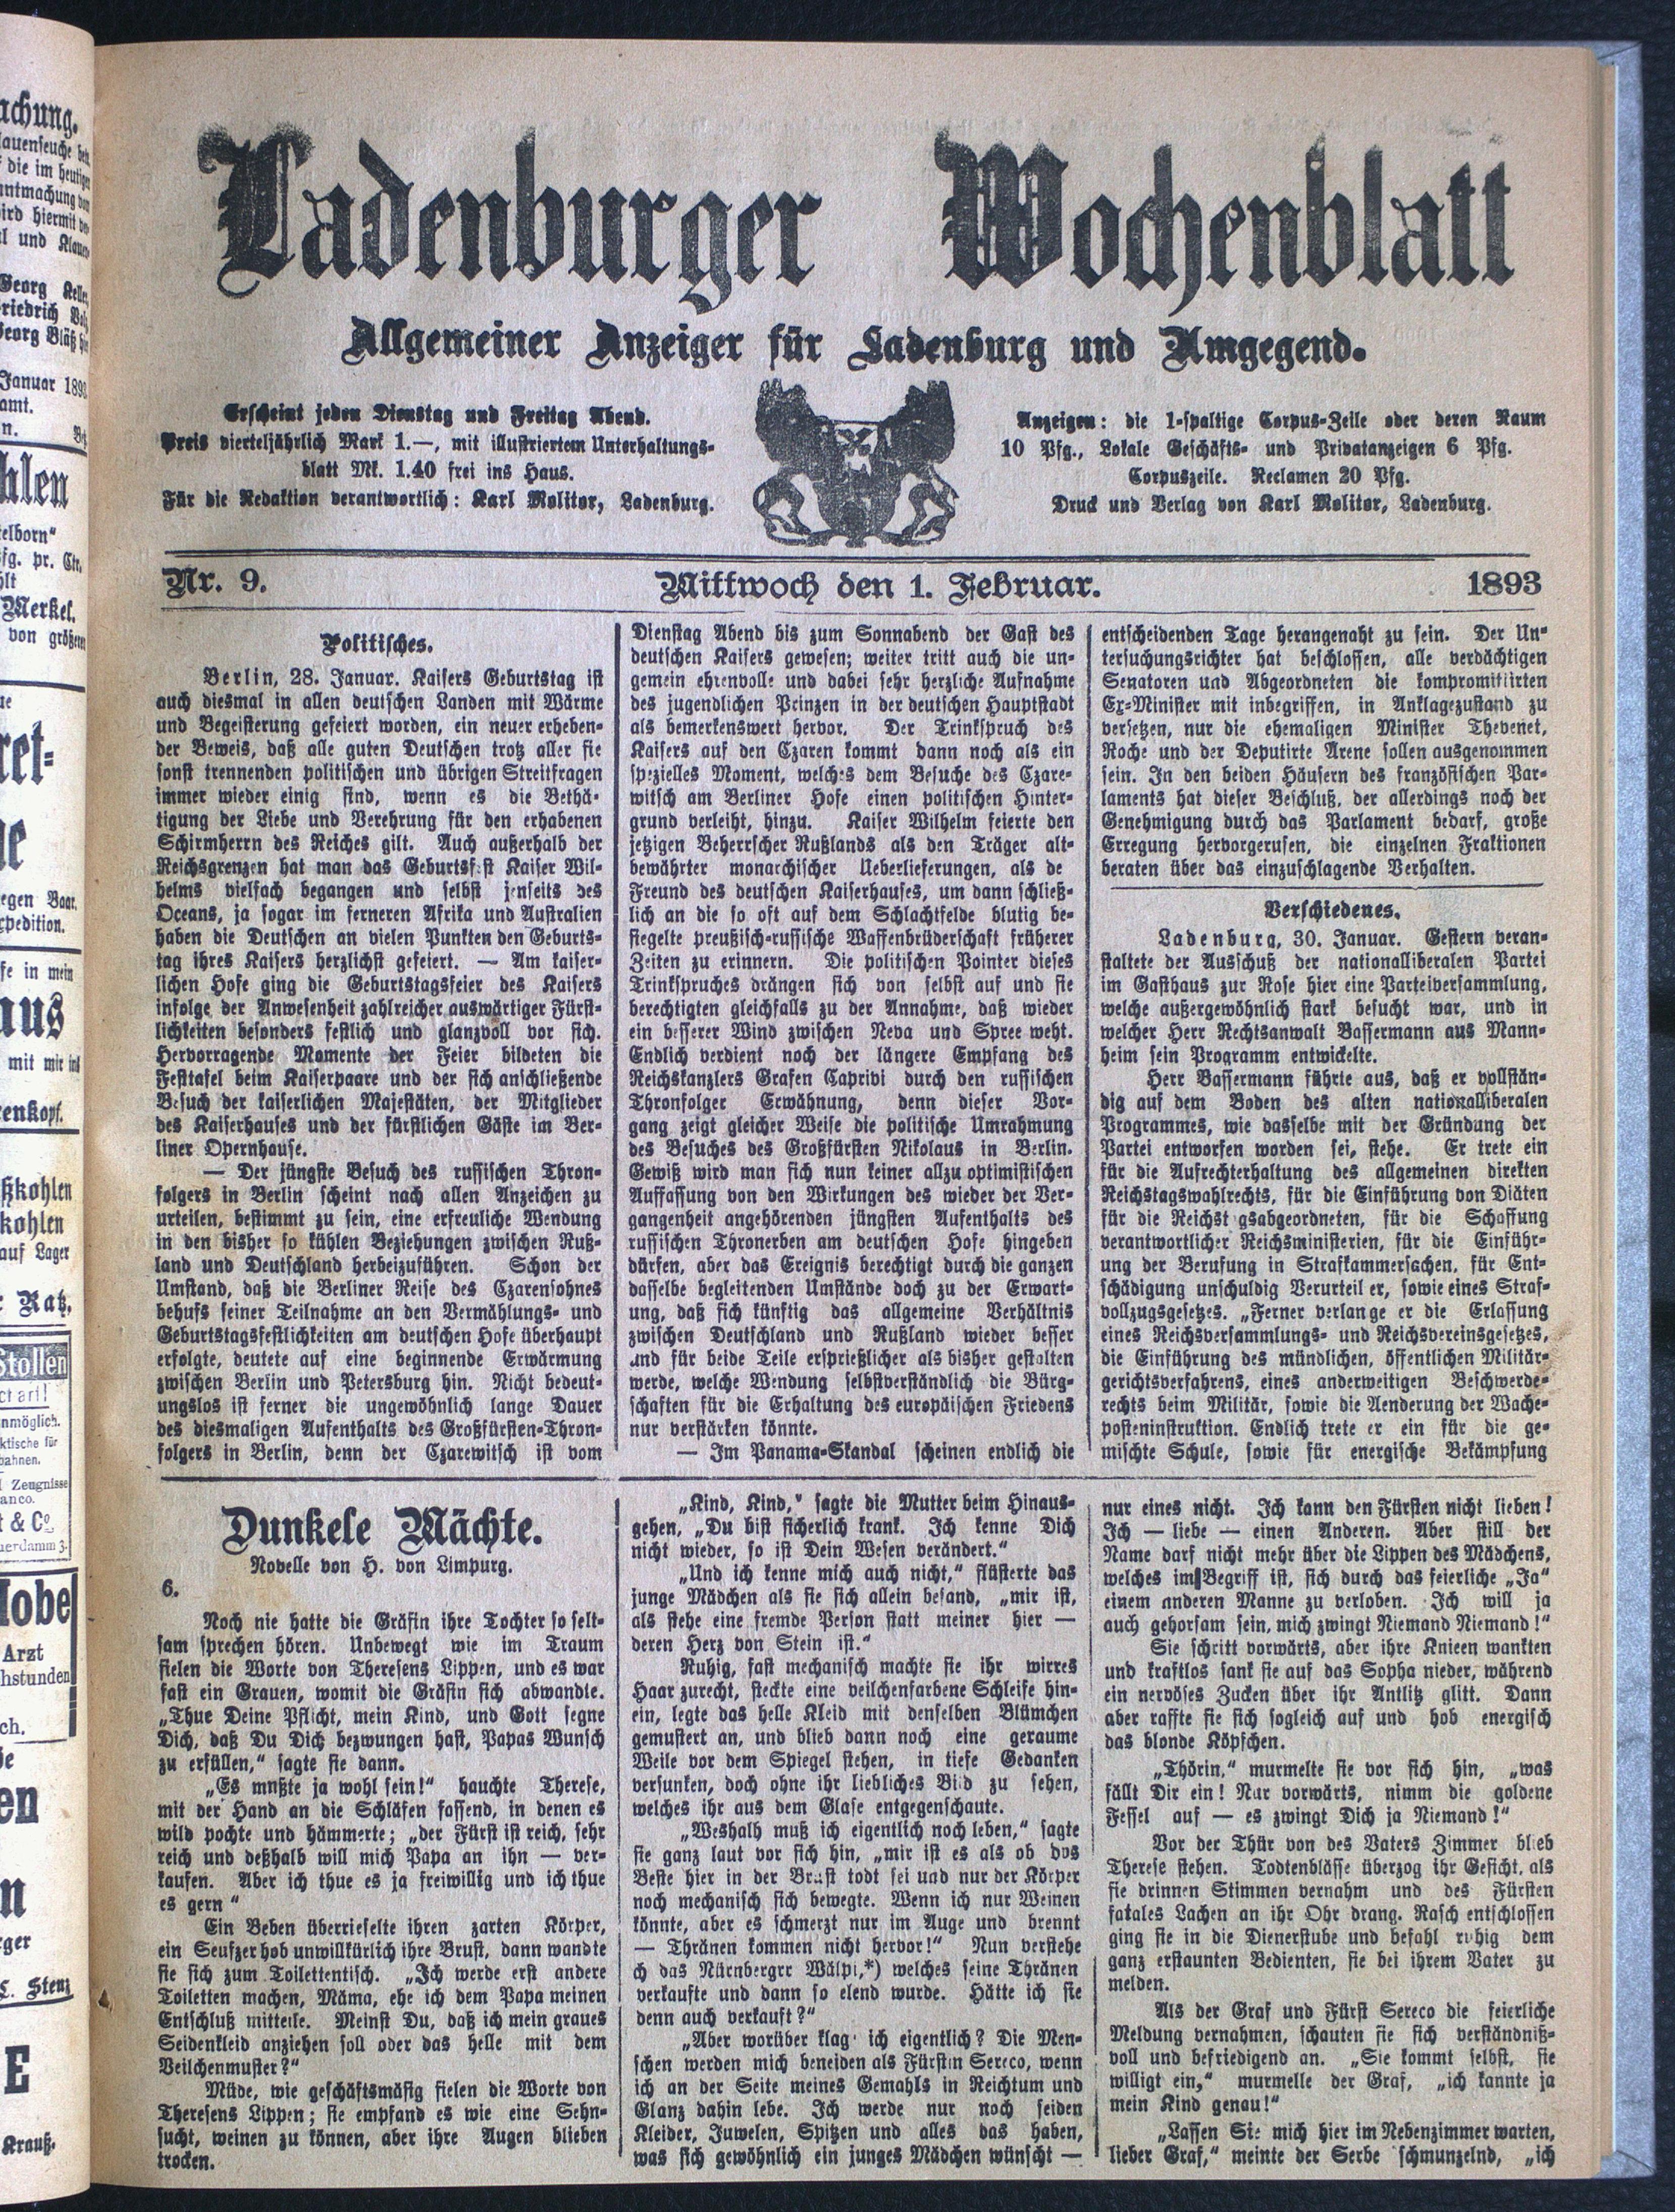 Ladenburger Wochenblatt
Allgemeiner Anzeiger für Ladenburg und Umgegend.
Erscheint jeden Dienstag und Freitag Abend.
Preis vierteljährlich Mark 1.—, mit illustriertem Unterhaltungs-
blatt Mk. 1.40 frei ins Haus.
Für die Redaktion verantwortlich: Karl Molitor, Ladenburg.
Anzeigen: die 1-spaltige Corpus-Zeile oder deren Raum
10 Pfg., Lokale Geschäfts- und Privatanzeigen 6 Pfg.
Corpuszeile. Reclamen 20 Pfg.
Druck und Verlag von Karl Molitor, Ladenburg.
Nr. 9. Mittwoch den 1. Februar. 1893
Politisches.
Berlin, 28. Januar. Kaisers Geburtstag ist
auch diesmal in allen deutschen Landen mit Wärme
und Begeisterung gefeiert worden, ein neuer erheben-
der Beweis, daß alle guten Deutschen trotz aller sie
sonst trennenden politischen und übrigen Streitfragen
immer wieder einig sind, wenn es die Bethä-
tigung der Liebe und Verehrung für den erhabenen
Schirmherrn des Reiches gilt. Auch außerhalb der
Reichsgrenzen hat man das Geburtsfest Kaiser Wil-
helms vielfach begangen und selbst jenseits des
Oceans, ja sogar im ferneren Afrika und Australien
haben die Deutschen an vielen Punkten den Geburts-
tag ihres Kaisers herzlichst gefeiert. — Am kaiser-
lichen Hofe ging die Geburtstagsfeier des Kaisers
infolge der Anwesenheit zahlreicher auswärtiger Fürst-
lichkeiten besonders festlich und glanzvoll vor sich.
Hervorragende Momente der Feier bildeten die
Festtafel beim Kaiserpaare und der sich anschließende
Besuch der kaiserlichen Majestäten, der Mitglieder
des Kaiserhauses und der fürstlichen Gäste im Ber-
liner Opernhause.
— Der jüngste Besuch des russischen Thron-
folgers in Berlin scheint nach allen Anzeichen zu
urteilen, bestimmt zu sein, eine erfreuliche Wendung
in den bisher so kühlen Beziehungen zwischen Ruß-
land und Deutschland herbeizuführen. Schon der
Umstand, daß die Berliner Reise des Czarensohnes
behufs seiner Teilnahme an den Vermählungs- und
Geburtstagsfestlichkeiten am deutschen Hofe überhaupt
erfolgte, deutete auf eine beginnende Erwärmung
zwischen Berlin und Petersburg hin. Nicht bedeut-
ungslos ist ferner die ungewöhnlich lange Dauer
des diesmaligen Aufenthalts des Großfürsten-Thron-
folgers in Berlin, denn der Czarewitsch ist vom
Dienstag Abend bis zum Sonnabend der Gast des
deutschen Kaisers gewesen; weiter tritt auch die un-
gemein ehrenvolle und dabei sehr herzliche Aufnahme
des jugendlichen Prinzen in der deutschen Hauptstadt
als bemerkenswert hervor. Der Trinkspruch des
Kaisers auf den Czaren kommt dann noch als ein
spezielles Moment, welches dem Besuche des Czare-
witsch am Berliner Hofe einen politischen Hinter-
grund verleiht, hinzu. Kaiser Wilhelm feierte den
jetzigen Beherrscher Rußlands als den Träger alt-
bewährter monarchischer Ueberlieferungen, als de
Freund des deutschen Kaiserhauses, um dann schließ-
lich an die so oft auf dem Schlachtfelde blutig be-
siegelte preußisch-russische Waffenbrüderschaft früherer
Zeiten zu erinnern. Die politischen Pointer dieses
Trinkspruches drängen sich von selbst auf und sie
berechtigten gleichfalls zu der Annahme, daß wieder
ein besserer Wind zwischen Neva und Spree weht.
Endlich verdient noch der längere Empfang des
Reichskanzlers Grafen Caprivi durch den russischen
Thronfolger Erwähnung, denn dieser Vor-
gang zeigt gleicher Weise die politische Umrahmung
des Besuches des Großfürsten Nikolaus in Berlin.
Gewiß wird man sich nun keiner allzu optimistischen
Auffassung von den Wirkungen des wieder der Ver-
gangenheit angehörenden jüngsten Aufenthalts des
russischen Thronerben am deutschen Hofe hingeben
dürfen, aber das Ereignis berechtigt durch die ganzen
dasselbe begleitenden Umstände doch zu der Erwart-
ung, daß sich künftig das allgemeine Verhältnis
zwischen Deutschland und Rußland wieder besser
und für beide Teile ersprießlicher als bisher gestalten
werde, welche Wendung selbstverständlich die Bürg-
schaften für die Erhaltung des europäischen Friedens
nur verstärken könnte.
— Im Panama-Skandal scheinen endlich die
entscheidenden Tage herangenaht zu sein. Der Un-
tersuchungsrichter hat beschlossen, alle verdächtigen
Senatoren und Abgeordneten die kompromittirten
Ex-Minister mit inbegriffen, in Anklagezustand zu
versetzen, nur die ehemaligen Minister Thevenet,
Roche und der Deputirte Arene sollen ausgenommen
sein. In den beiden Häusern des französischen Par-
laments hat dieser Beschluß, der allerdings noch der
Genehmigung durch das Parlament bedarf, große
Erregung hervorgerufen, die einzelnen Fraktionen
beraten über das einzuschlagende Verhalten.
Verschiedenes.
Ladenburg, 30. Januar. Gestern veran-
staltete der Ausschuß der nationalliberalen Partei
im Gasthaus zur Rose hier eine Parteiversammlung,
welche außergewöhnlich stark besucht war, und in
welcher Herr Rechtsanwalt Bassermann aus Mann-
heim sein Programm entwickelte.
Herr Bassermann führte aus, daß er vollstän-
dig auf dem Boden des alten nationalliberalen
Programmes, wie dasselbe mit der Gründung der
Partei entworfen worden sei, stehe. Er trete ein
für die Aufrechterhaltung des allgemeinen direkten
Reichstagswahlrechts, für die Einführung von Diäten
für die Reichst gsabgeordneten, für die Schaffung
verantwortlicher Reichsministerien, für die Einführ-
ung der Berufung in Strafkammersachen, für Ent-
schädigung unschuldig Verurteil er, sowie eines Straf-
vollzugsgesetzes. „Ferner verlange er die Erlassung
eines Reichsversammlungs- und Reichsvereinsgesetzes,
die Einführung des mündlichen, öffentlichen Militär-
gerichtsverfahrens, eines anderweitigen Beschwerde-
rechts beim Militär, sowie die Aenderung der Wache-
posteninstruktion. Endlich trete er ein für die ge-
mischte Schule, sowie für energische Bekämpfung
Dunkele Mächte.
Novelle von H. von Limpurg.
6.
Noch nie hatte die Gräfin ihre Tochter so selt-
sam sprechen hören. Unbewegt wie im Traum
fielen die Worte von Theresens Lippen, und es war
fast ein Grauen, womit die Gräfin sich abwandte.
„Thue Deine Pflicht, mein Kind, und Gott segne
Dich, daß Du Dich bezwungen hast, Papas Wunsch
zu erfüllen,“ sagte sie dann.
„Es mnßte ja wohl sein!“ hauchte Therese,
mit der Hand an die Schläfen fassend, in denen es
wild pochte und hämmerte; „der Fürst ist reich, sehr
reich und deßhalb will mich Papa an ihn — ver-
kaufen. Aber ich thue es ja freiwillig und ich thue
es gern “
Ein Beben überrieselte ihren zarten Körper,
ein Seufzer hob unwillkürlich ihre Brust, dann wandte
sie sich zum Toilettentisch. „Ich werde erst andere
Toiletten machen, Mama, ehe ich dem Papa meinen
Entschluß mitteile. Meinst Du, daß ich mein graues
Seidenkleid anziehen soll oder das helle mit dem
Veilchenmuster?“
Müde, wie geschäftsmäfig fielen die Worte von
Theresens Lippen; sie empfand es wie eine Sehn-
sucht, weinen zu können, aber ihre Augen blieben
trocken.
„Kind, Kind,“ sagte die Mutter beim Hinaus-
gehen, „Du bist sicherlich krank. Ich kenne Dich
nicht wieder, so ist Dein Wesen verändert.“
„Und ich kenne mich auch nicht,“ flüsterte das
junge Mädchen als sie sich allein befand, „mir ist,
als stehe eine fremde Person statt meiner hier —
deren Herz von Stein ist.“
Ruhig, fast mechanisch machte sie ihr wirres
Haar zurecht, steckte eine veilchenfarbene Schleife hin-
ein, legte das helle Kleid mit denselben Blümchen
gemustert an, und blieb dann noch eine geraume
Weile vor dem Spiegel stehen, in tiefe Gedanken
versunken, doch ohne ihr liebliches Bild zu sehen,
welches ihr aus dem Glase entgegenschaute.
„Weshalb muß ich eigentlich noch leben,“ sagte
sie ganz laut vor sich hin, „mir ist es als ob dos
Beste hier in der Brust todt sei und nur der Körper
noch mechanisch sich bewegte. Wenn ich nur Weinen
könnte, aber es schmerzt nur im Auge und brennt
— Thränen kommen nicht hervor!“ Nun verstehe
ch das Nürnbergrr Wälpi,*) welches seine Thränen
verkaufte und dann so elend wurde. Hätte ich sie
denn auch verkauft?“
„Aber worüber klag' ich eigentlich? Die Men-
schen werden mich beneiden als Fürstin Sereco, wenn
ich an der Seite meines Gemahls in Reichtum und
Glanz dahin lebe. Ich werde nur noch seiden
Kleider, Juwelen, Spitzen und alles das haben,
was sich gewöhnlich ein junges Mädchen wünscht —
nur eines nicht. Ich kann den Fürsten nicht lieben!
Ich — liebe — einen Anderen. Aber still der
Name darf nicht mehr über die Lippen des Mädchens,
welches im Begriff ist, sich durch das feierliche „Ja“
einem anderen Manne zu verloben. Ich will ja
auch gehorsam sein, mich zwingt Niemand Niemand!“
Sie schritt vorwärts, aber ihre Knieen wankten
und kraftlos sank sie auf das Sopha nieder, während
ein nervöses Zucken über ihr Antlitz glitt. Dann
aber raffte sie sich sogleich auf und hob energisch
das blonde Köpfchen.
„Thörin,“ murmelte sie vor sich hin, „was
fällt Dir ein! Nur vorwärts, nimm die goldene
Fessel auf — es zwingt Dich ja Niemand!“
Vor der Thür von des Vaters Zimmer blieb
Therese stehen. Todtenblässe überzog ihr Gesicht, als
sie drinnen Stimmen vernahm und des Fürsten
fatales Lachen an ihr Ohr drang. Rasch entschlossen
ging sie in die Dienerstube und befahl ruhig dem
ganz erstaunten Bedienten, sie bei ihrem Vater zu
melden.
Als der Graf und Fürst Sereco die feierliche
Meldung vernahmen, schauten sie sich verständniß-
voll und befriedigend an. „Sie kommt selbst, sie
willigt ein,“ murmelle der Graf, „ich kannte ja
mein Kind genau!“
„Lassen Sie mich hier im Nebenzimmer warten,
lieber Graf,“ meinte der Serbe schmunzelnd, „ich